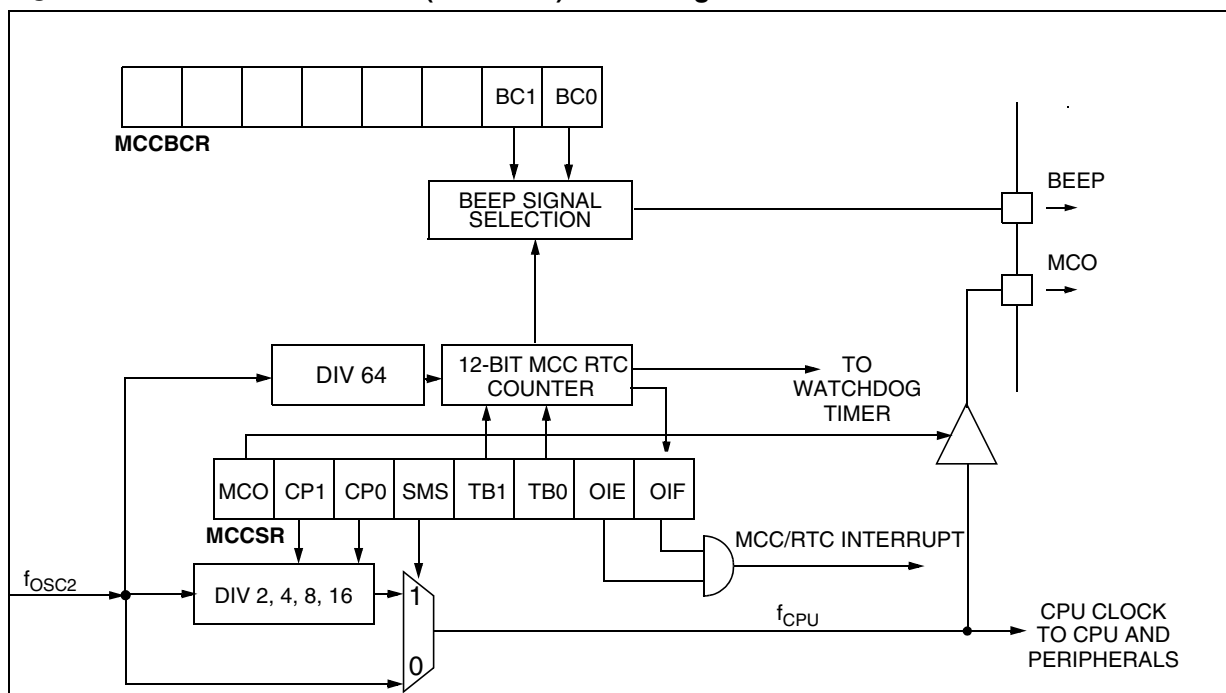 BC1 BC0
MCCBCR
BEEP SIGNAL
SELECTION
BEEP
MCO
DIV 64
12-BIT MCC RTC
COUNTER
TO
WATCHDOG
TIMER
MCO CP1 CP0 SMS TB1 TB0 OIE OIF
MCCSR
MCC/RTC INTERRUPT
fOSC2
DIV 2, 4, 8, 16
1
0
fCPU
CPU CLOCK
TO CPU AND
PERIPHERALS